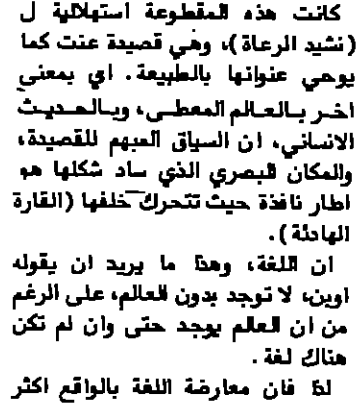 كانت هذه المقطوعة استهلالية ل
(نشيد الرعاة)، وهي قصيدة عنت كما
يوحي عنوانها بالطبيعة. اي بمعنى
آخر بالعالم المعطى، وبالحديث
الانساني، ان السياق المبهم للقصيدة،
والمكان البصري الذي ساد شكلها هو
اطار نافذة حيث تتحرك خلفها (القارة
الهادئة).
ان اللغة، وهذا ما يريد ان يقوله
اوين، لا توجد بدون العالم، على الرغم
من ان العالم يوجد حتى وان لم تكن
هناك لغة.
لذا فان معارضة اللغة بالواقع اكثر